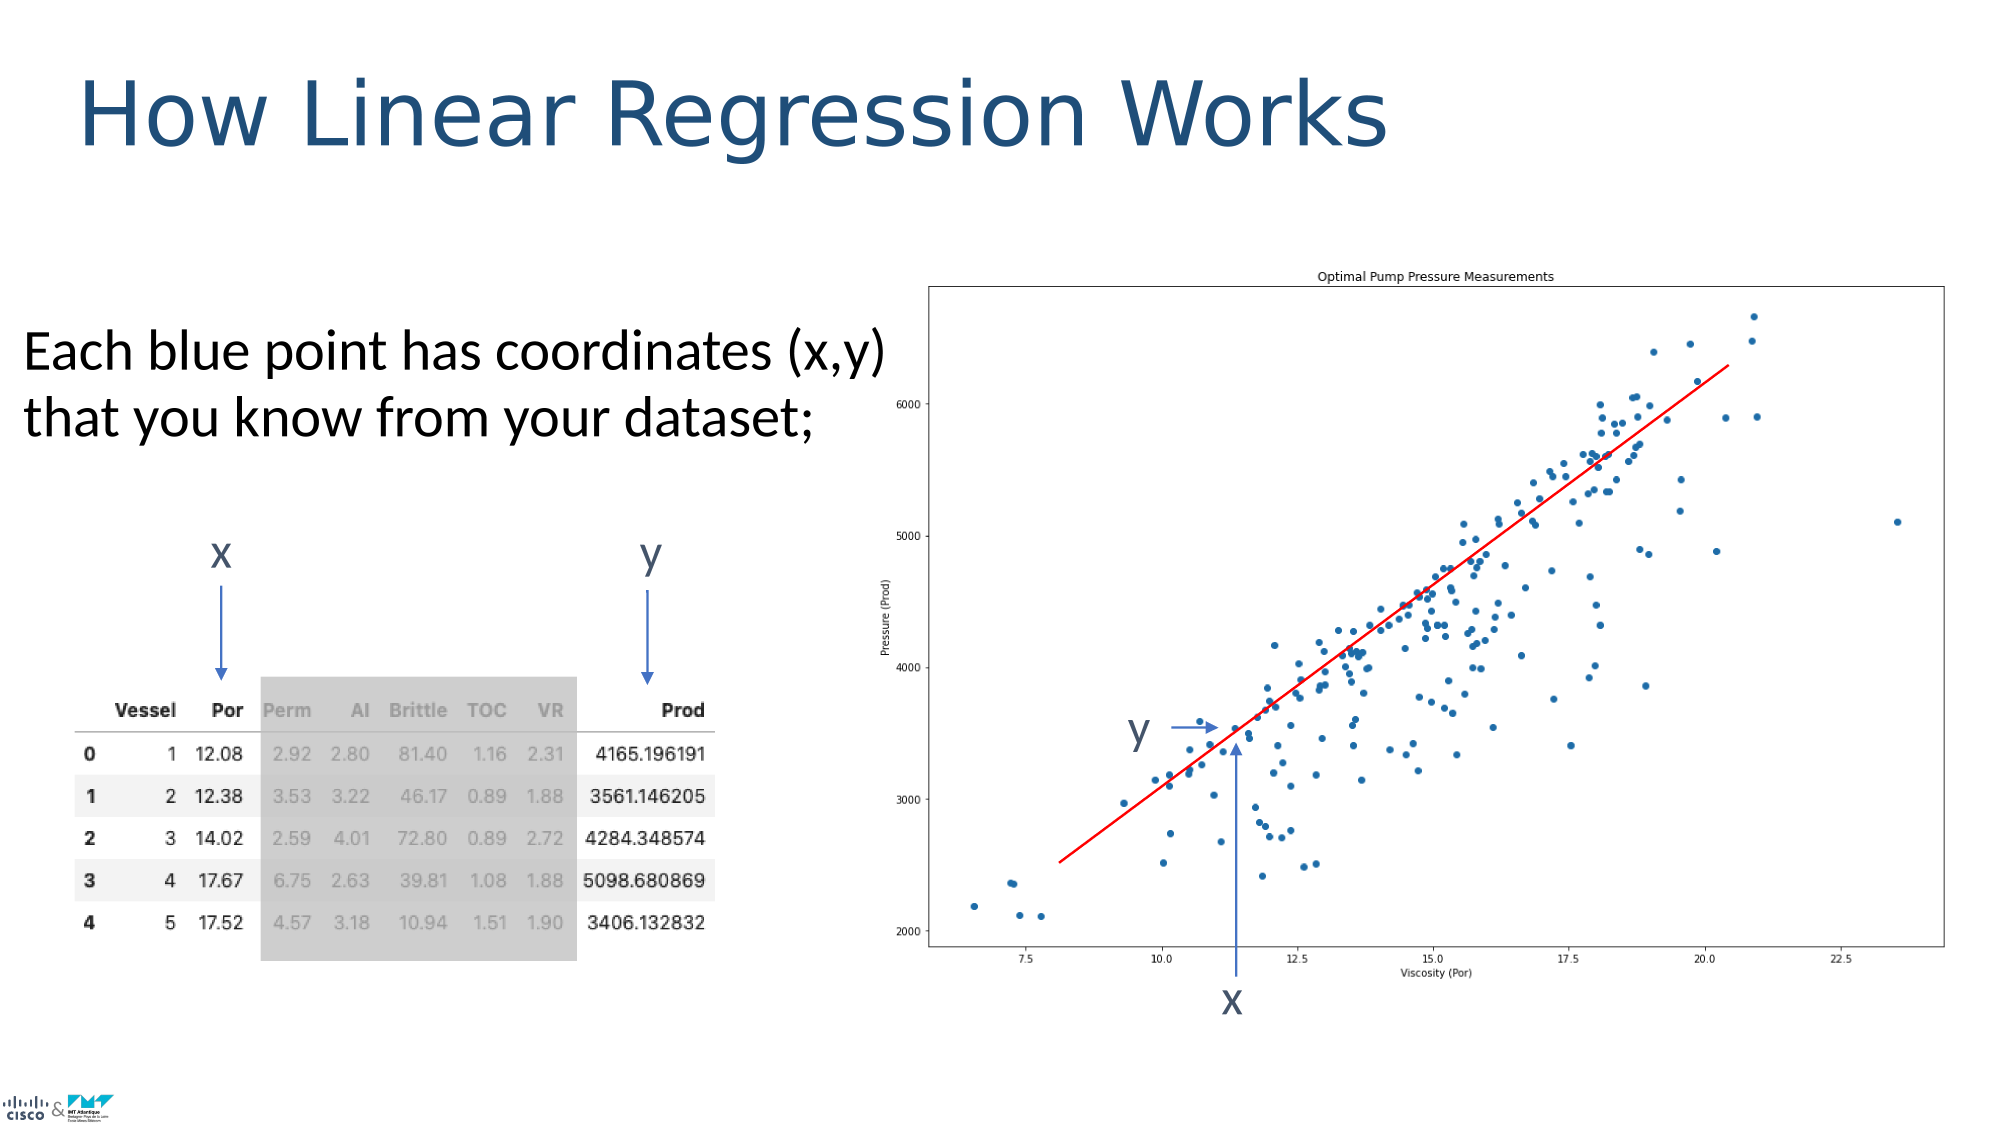 How Linear Regression Works
Each blue point has coordinates (x,y)
that you know from your dataset;
x
y
Vessel Por Perm AI Brittle TOC VR Prod
0 1 12.08 2.92 2.80 81.40 1.16 2.31 4165.196191
1 2 12.38 3.53 3.22 46.17 0.89 1.88 3561.146205
2 3 14.02 2.59 4.01 72.80 0.89 2.72 4284.348574
3 4 17.67 6.75 2.63 39.81 1.08 1.88 5098.680869
4 5 17.52 4.57 3.18 10.94 1.51 1.90 3406.132832
Optimal Pump Pressure Measurements
6000
5000
4000
3000
2000
Pressure (Prod)
y
7.5 10.0 12.5 15.0 17.5 20.0 22.5
Viscosity (Por)
x
CISCO & IMT Atlantique